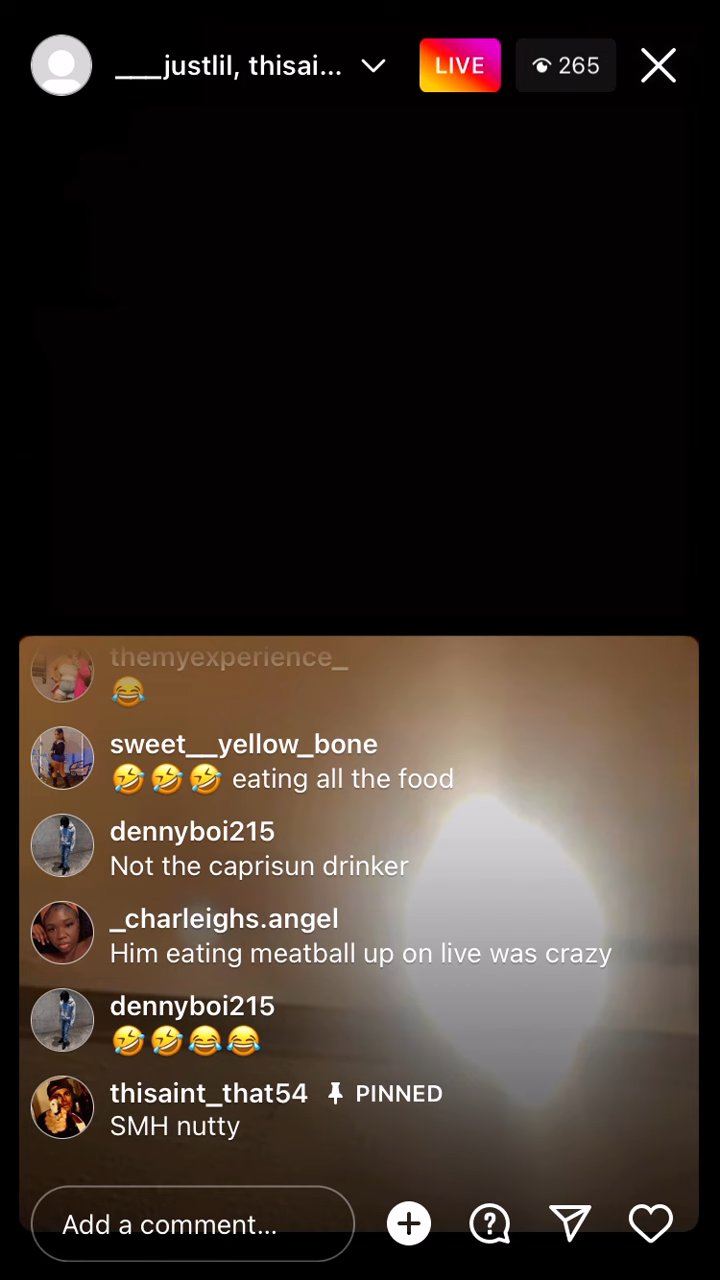 ___justlil, thisai...
LIVE
265
themyexperience_
😂
sweet__yellow_bone
🤣🤣🤣 eating all the food
dennyboi215
Not the caprisun drinker
_charleighs.angel
Him eating meatball up on live was crazy
dennyboi215
🤣🤣😂😂
thisaint_that54 PINNED
SMH nutty
Add a comment...